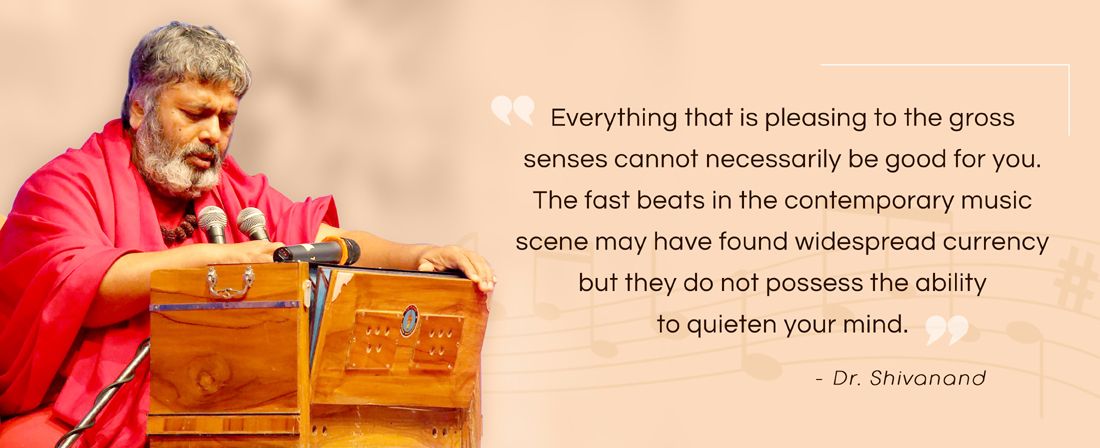 Everything that is pleasing to the gross
senses cannot necessarily be good for you.
The fast beats in the contemporary music
scene may have found widespread currency
but they do not possess the ability
to quieten your mind.
- Dr. Shivanand